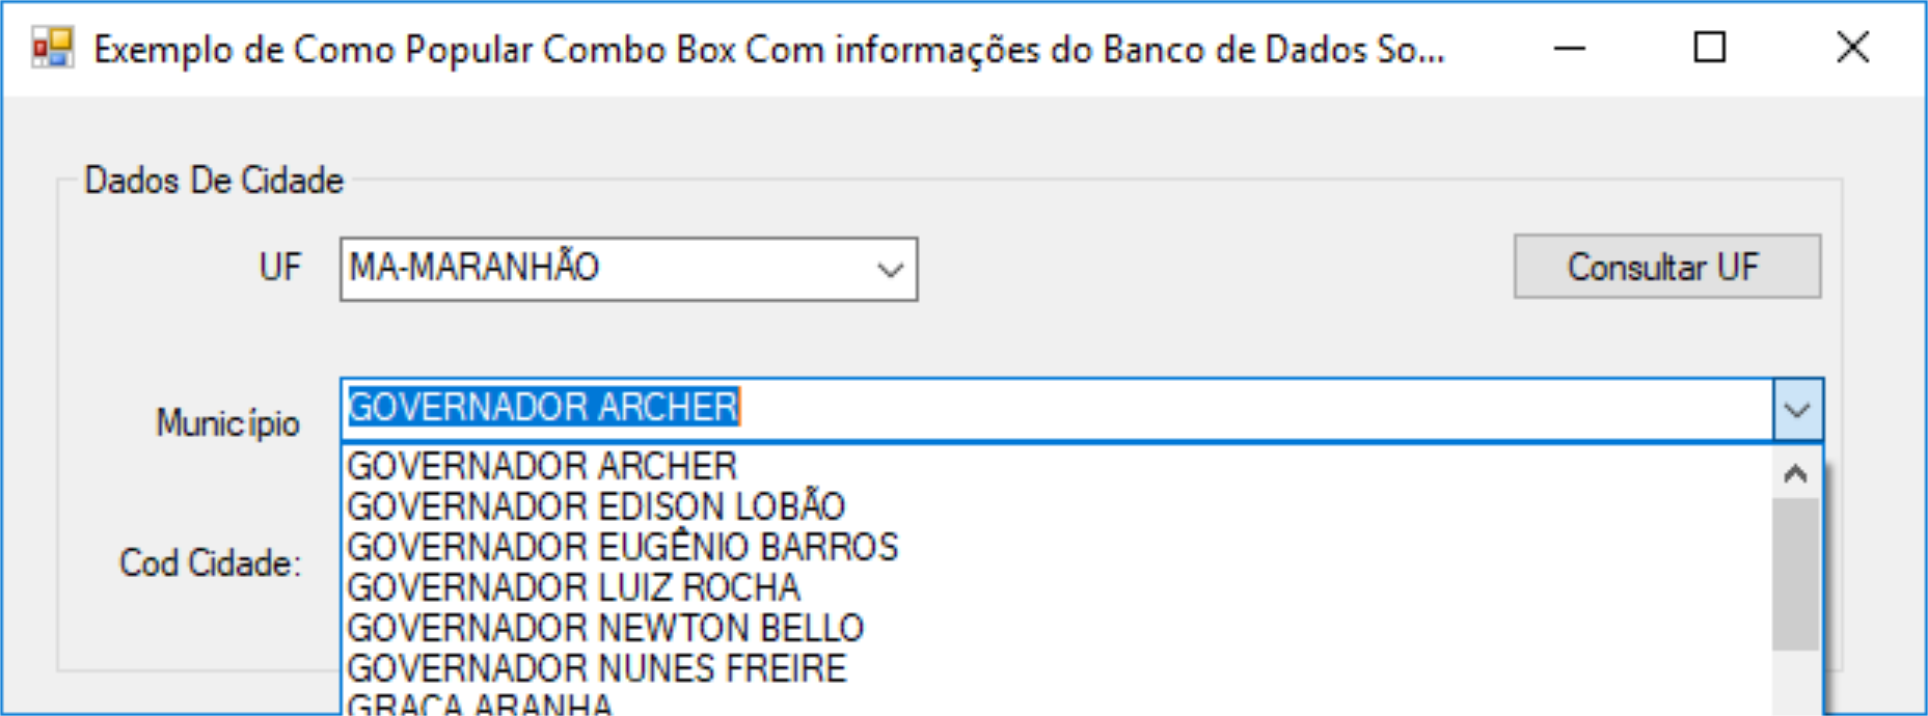 Exemplo de Como Popular Combo Box Com informações do Banco de Dados So...
Dados De Cidade
UF MA-MARANHÃO Consultar UF
Município GOVERNADOR ARCHER
GOVERNADOR ARCHER
GOVERNADOR EDISON LOBÃO
GOVERNADOR EUGÊNIO BARROS
Cod Cidade:
GOVERNADOR LUIZ ROCHA
GOVERNADOR NEWTON BELLO
GOVERNADOR NUNES FREIRE
GRAÇA ARANHA